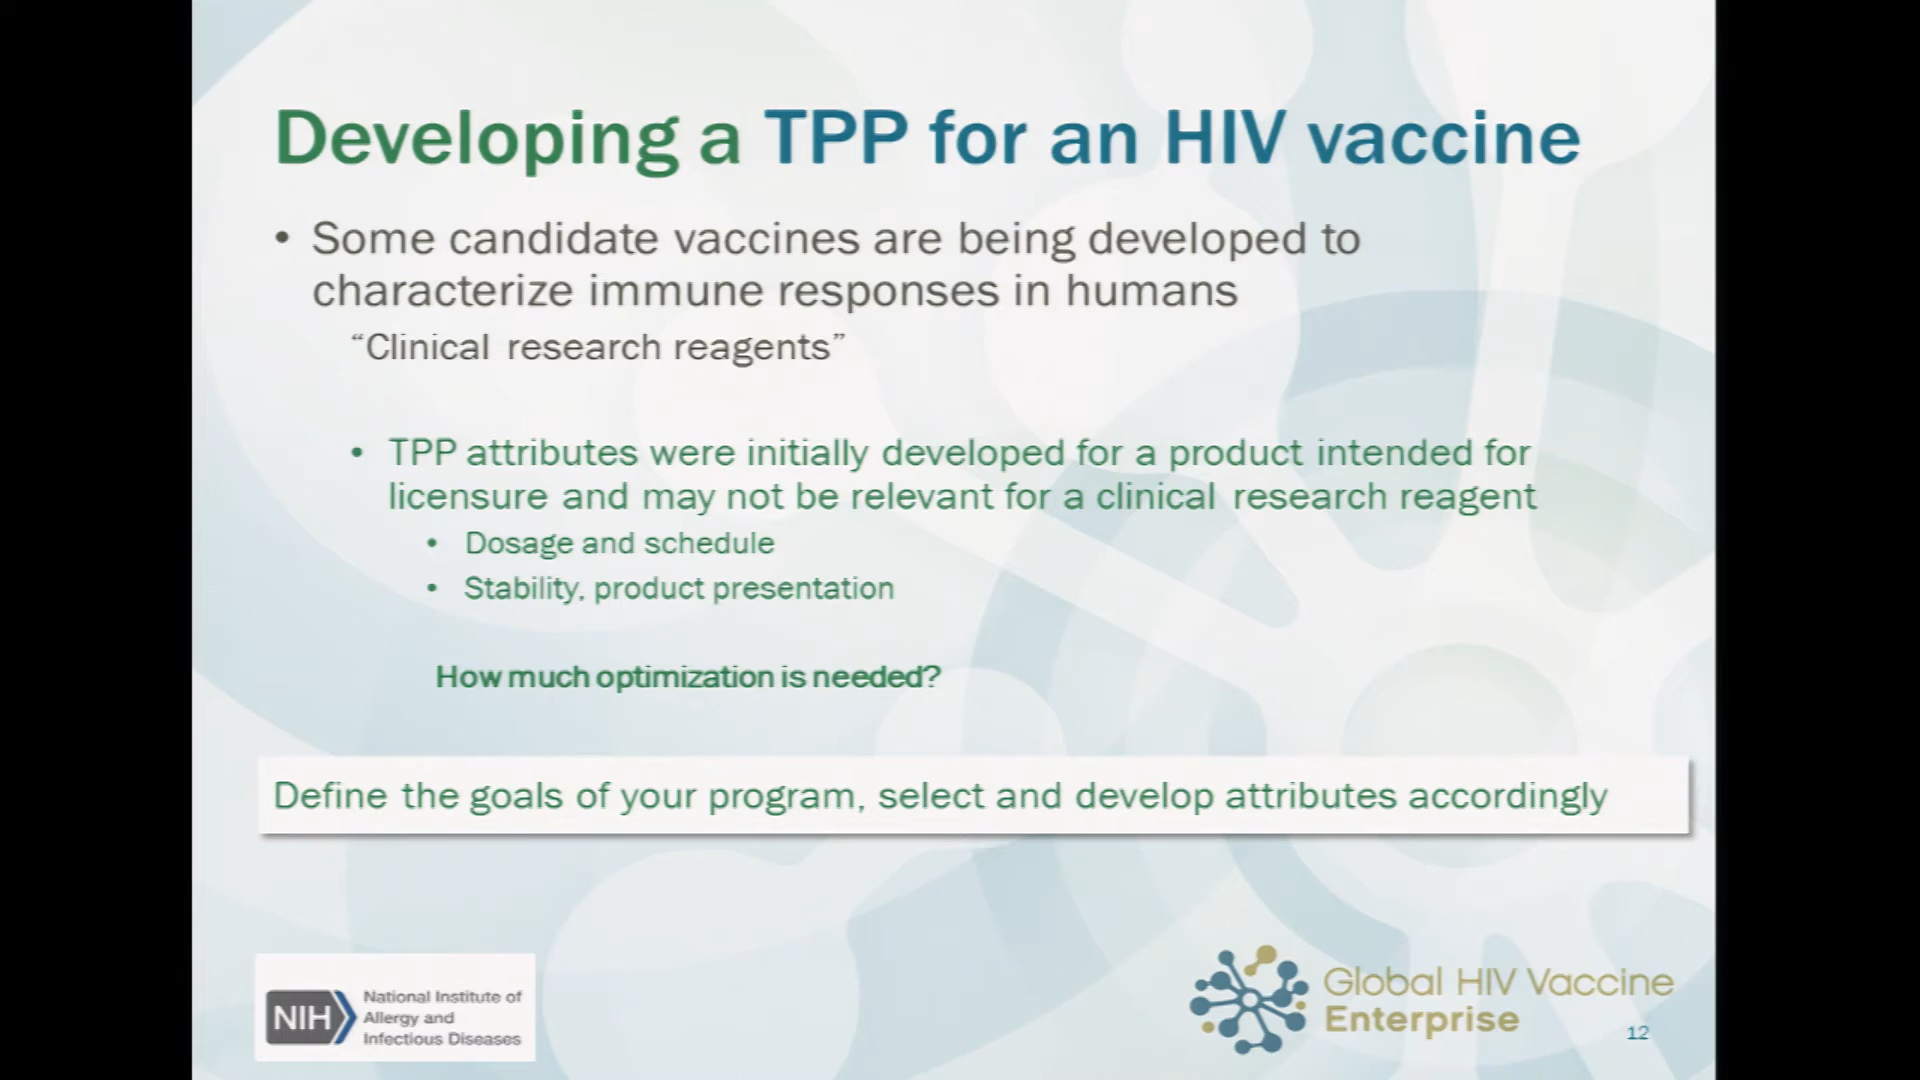 Developing a TPP for an HIV vaccine
• Some candidate vaccines are being developed to
characterize immune responses in humans
“Clinical research reagents”
• TPP attributes were initially developed for a product intended for
licensure and may not be relevant for a clinical research reagent
• Dosage and schedule
• Stability, product presentation
How much optimization is needed?
Define the goals of your program, select and develop attributes accordingly
NIH
National Institute of
Allergy and
Infectious Diseases
Global HIV Vaccine
Enterprise
12